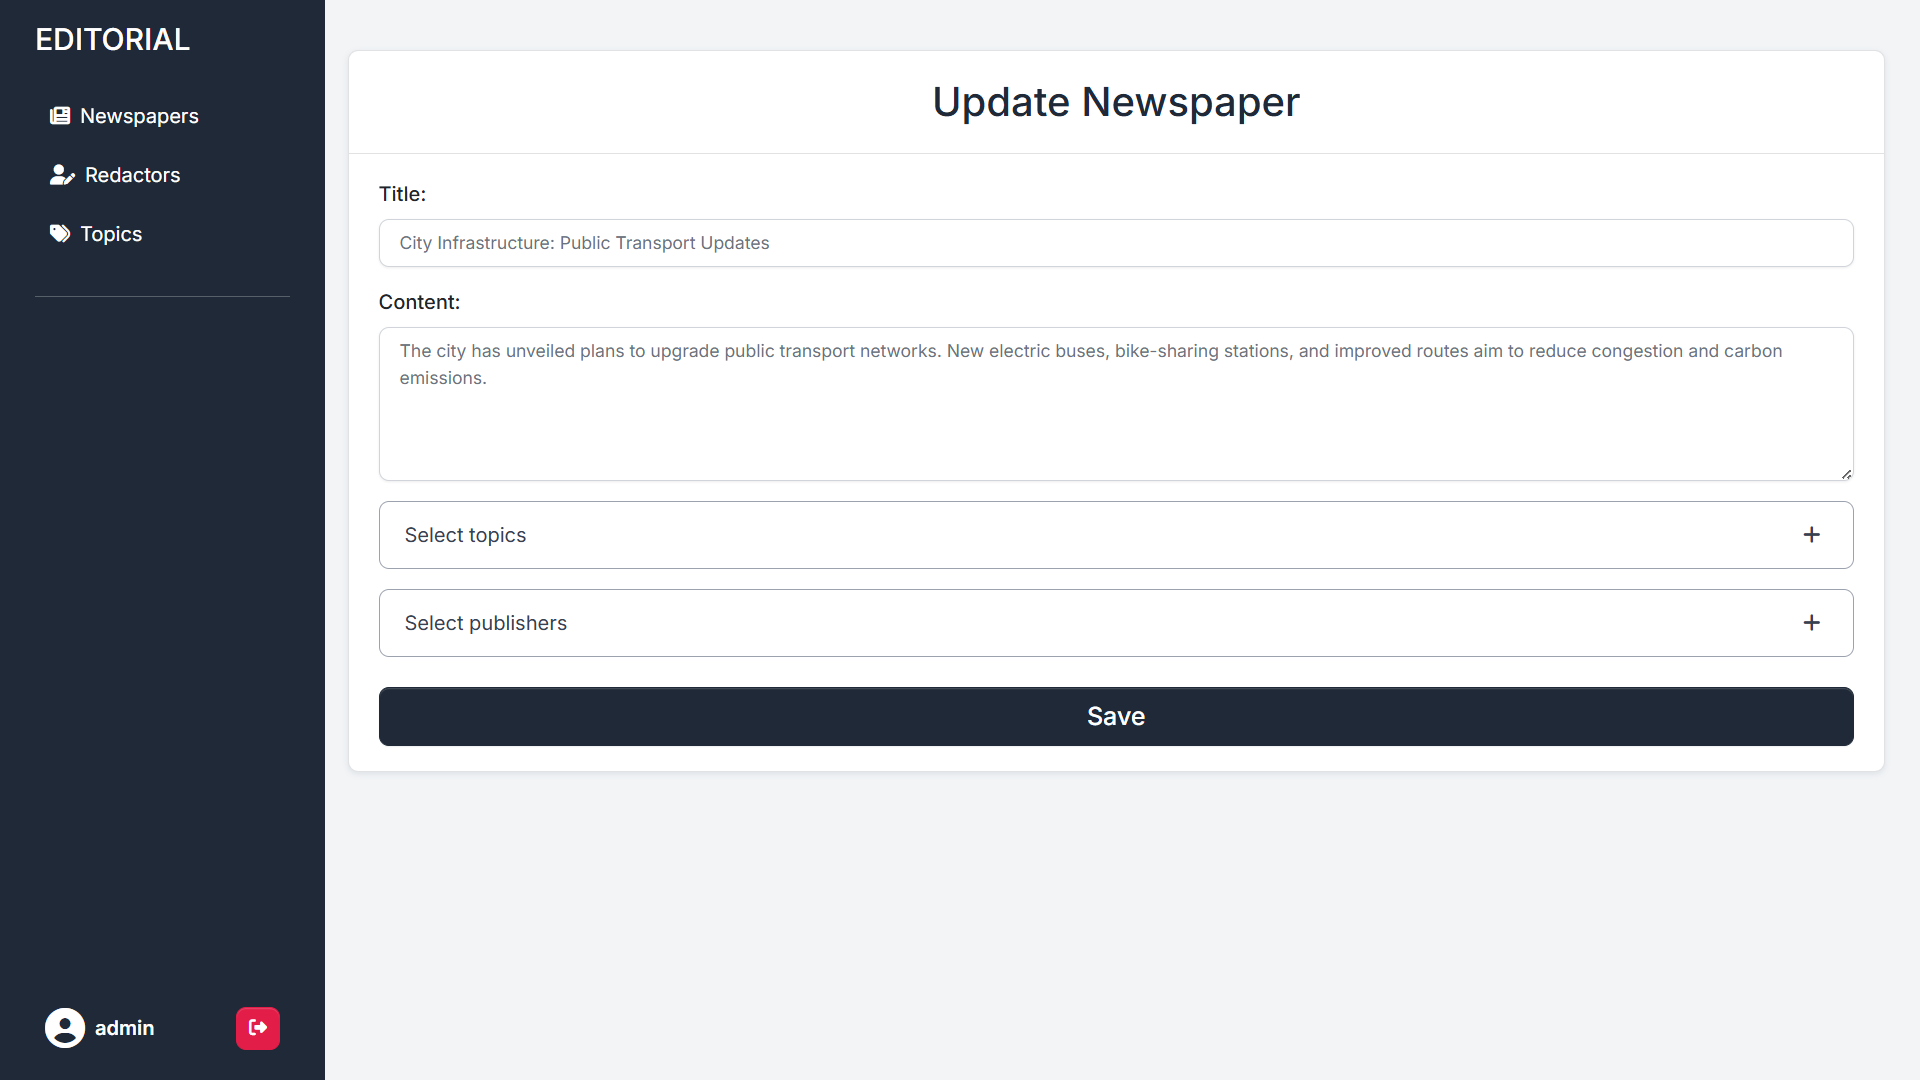 EDITORIAL
Newspapers
Redactors
Topics
admin
Update Newspaper
Title:
City Infrastructure: Public Transport Updates
Content:
The city has unveiled plans to upgrade public transport networks. New electric buses, bike-sharing stations, and improved routes aim to reduce congestion and carbon
emissions.
Select topics
Select publishers
Save